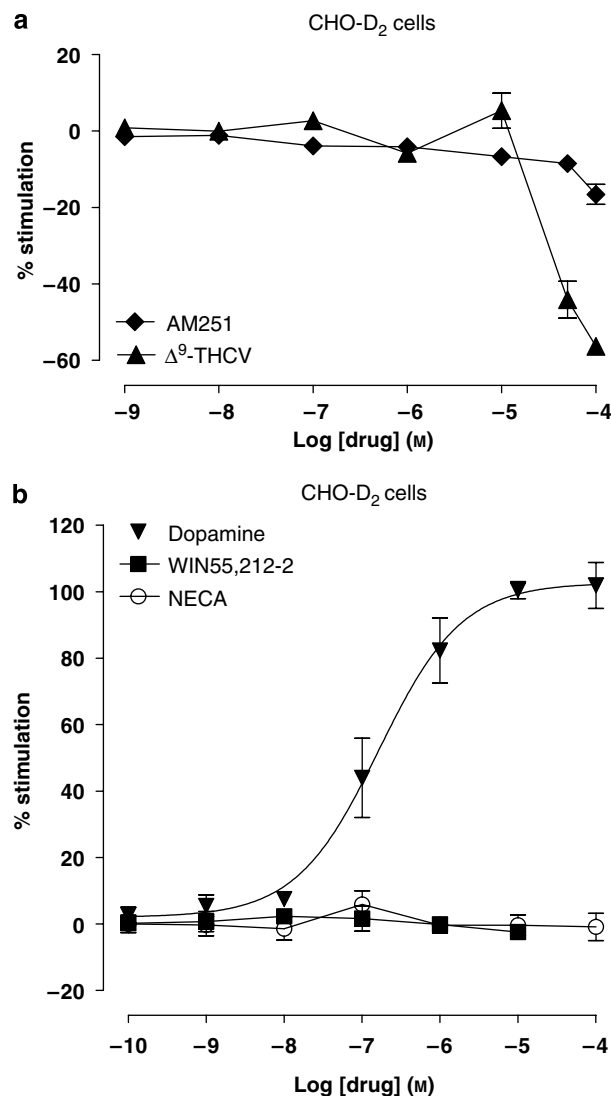 a
CHO-D₂ cells
20
0
−20
−40
−60
% stimulation
AM251
Δ⁹-THCV
−9 −8 −7 −6 −5 −4
Log [drug] (M)
b
CHO-D₂ cells
120
100
80
60
40
20
0
−20
% stimulation
Dopamine
WIN55,212-2
NECA
−10 −9 −8 −7 −6 −5 −4
Log [drug] (M)